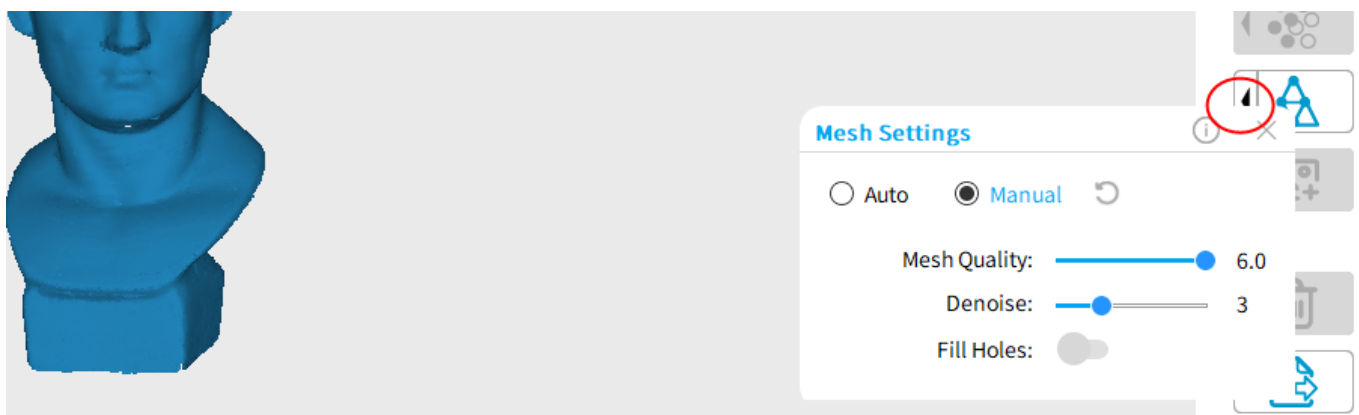 Mesh Settings
Auto Manual
Mesh Quality: 6.0
Denoise: 3
Fill Holes: